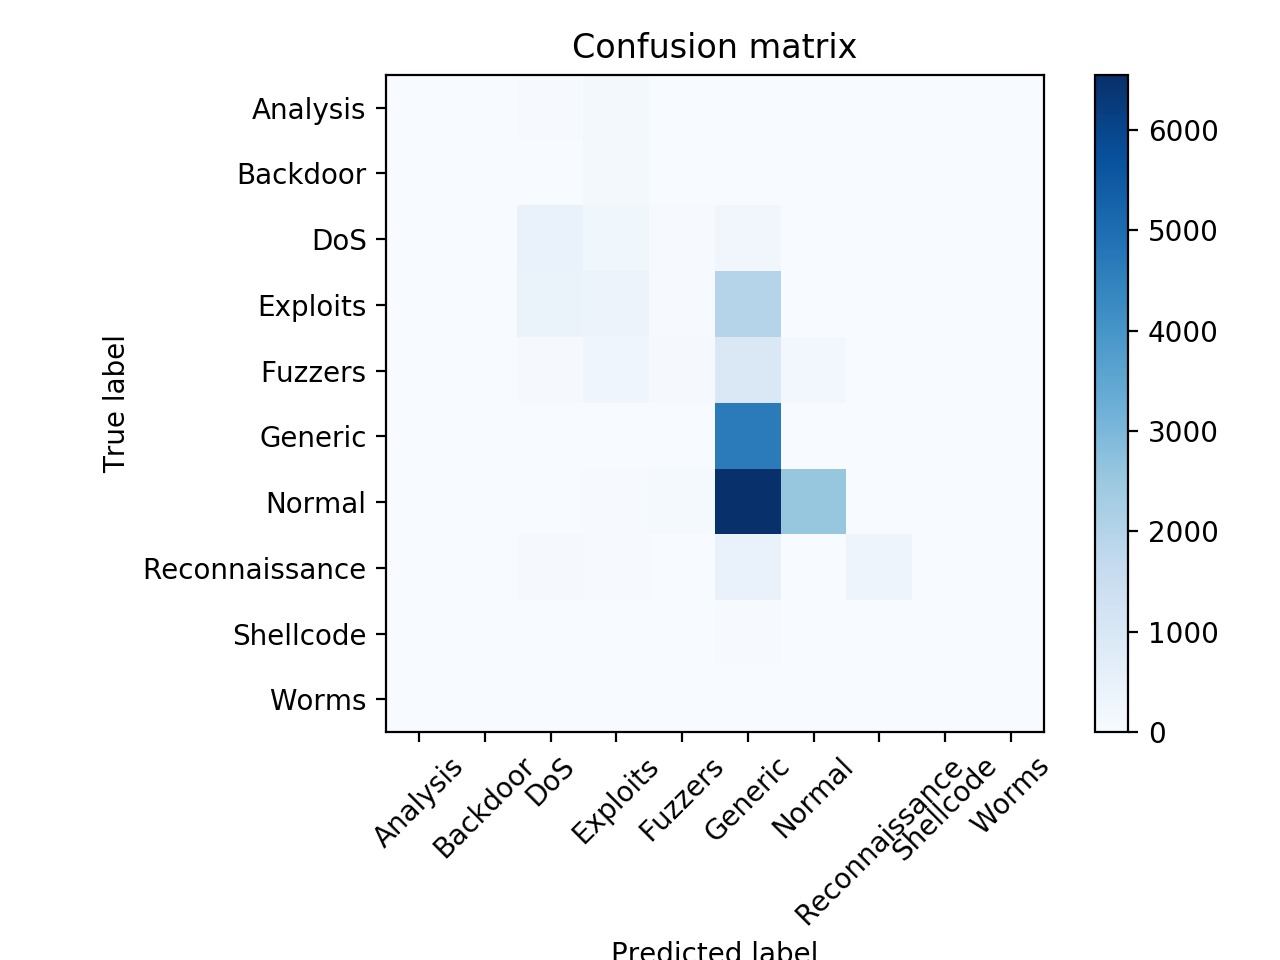 Confusion matrix
Analysis
Backdoor
DoS
Exploits
Fuzzers
Generic
Normal
Reconnaissance
Shellcode
Worms
True label
6000
5000
4000
3000
2000
1000
0
Analysis
Backdoor
DoS
Exploits
Fuzzers
Generic
Normal
Reconnaissance
Shellcode
Worms
Predicted label